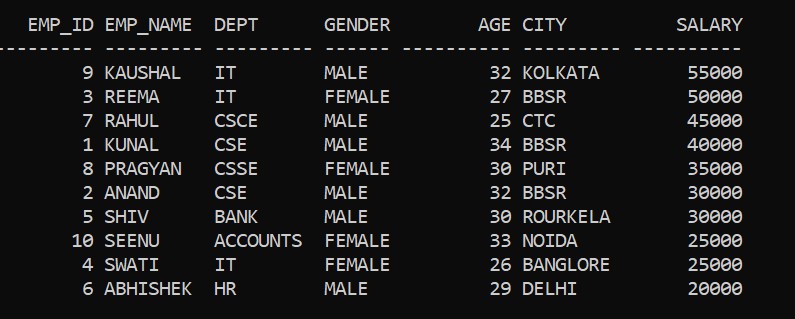 EMP_ID EMP_NAME DEPT GENDER AGE CITY SALARY
--------- --------- --------- ------ ---------- --------- ----------
9 KAUSHAL IT MALE 32 KOLKATA 55000
3 REEMA IT FEMALE 27 BBSR 50000
7 RAHUL CSCE MALE 25 CTC 45000
1 KUNAL CSE MALE 34 BBSR 40000
8 PRAGYAN CSSE FEMALE 30 PURI 35000
2 ANAND CSE MALE 32 BBSR 30000
5 SHIV BANK MALE 30 ROURKELA 30000
10 SEENU ACCOUNTS FEMALE 33 NOIDA 25000
4 SWATI IT FEMALE 26 BANGLORE 25000
6 ABHISHEK HR MALE 29 DELHI 20000